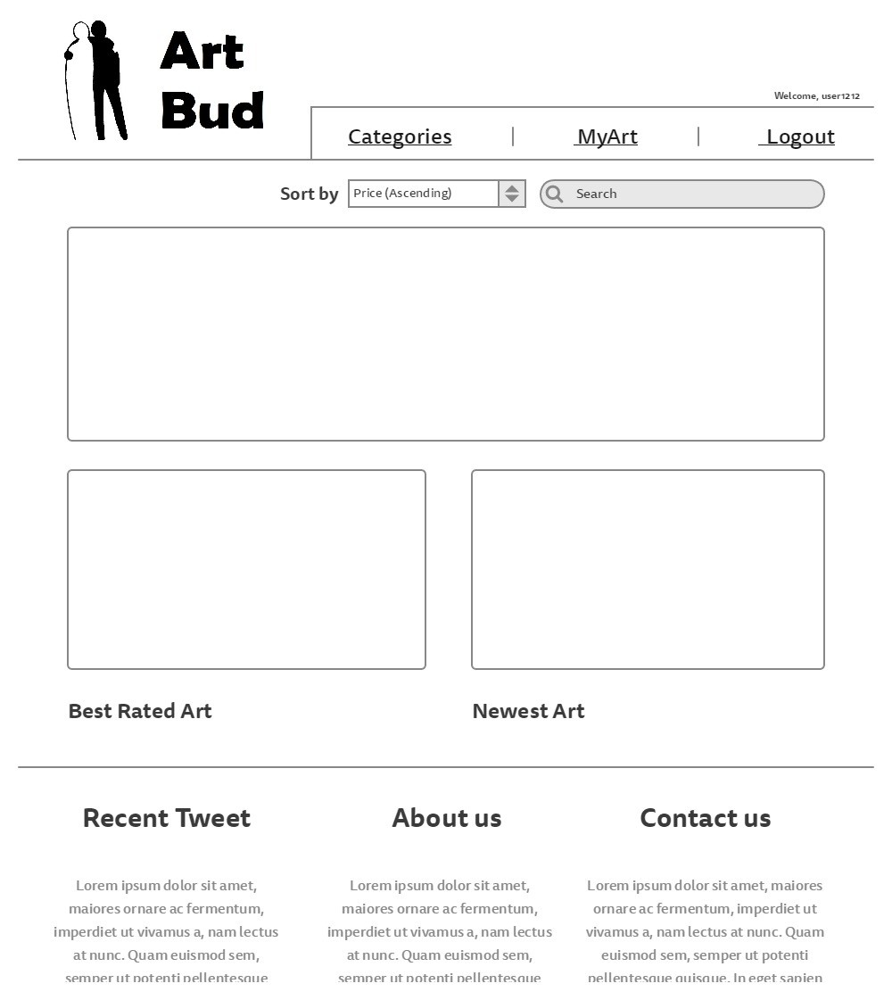 Art
Bud
Welcome, user1212
Categories | MyArt | Logout
Sort by Price (Ascending) Search
Best Rated Art Newest Art
Recent Tweet
Lorem ipsum dolor sit amet,
maiores ornare ac fermentum,
imperdiet ut vivamus a, nam lectus
at nunc. Quam euismod sem,
semper ut potenti pellentesque
About us
Lorem ipsum dolor sit amet,
maiores ornare ac fermentum,
imperdiet ut vivamus a, nam lectus
at nunc. Quam euismod sem,
semper ut potenti pellentesque
Contact us
Lorem ipsum dolor sit amet, maiores
ornare ac fermentum, imperdiet ut
vivamus a, nam lectus at nunc. Quam
euismod sem, semper ut potenti
pellentesque quisque. In eget sapien